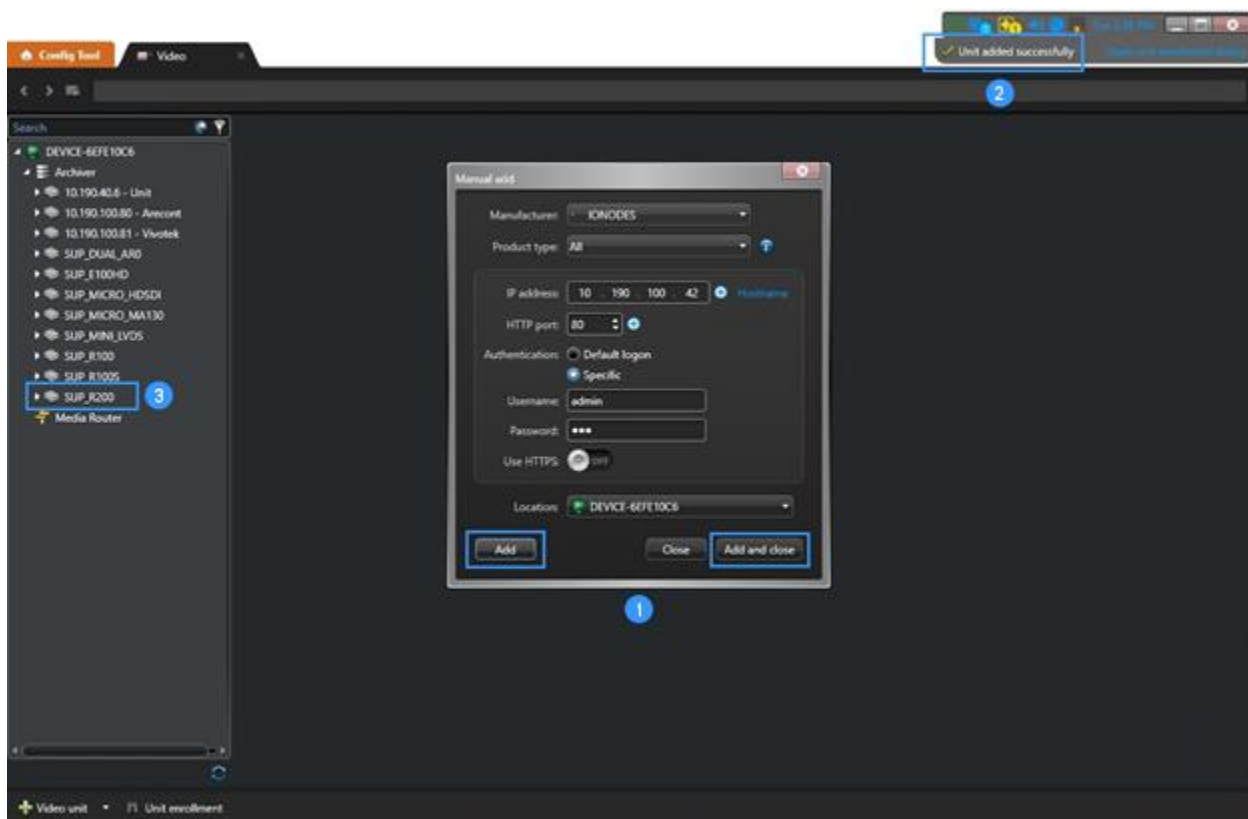 Config Tool
Video
Unit added successfully
2
Search
DEVICE-6EFE10C6
Archiver
10.190.40.6 - Unit
10.190.100.80 - Arecont
10.190.100.81 - Vivotek
SUP_DUAL_AR0
SUP_E100HD
SUP_MICRO_HDSDI
SUP_MICRO_MA130
SUP_MINI_LVDS
SUP_R100
SUP_R100S
SUP_R200
3
Media Router
Manual add
Manufacturer: IONODES
Product type: All
IP address: 10 . 190 . 100 . 42 Hostname
HTTP port: 80
Authentication: Default logon
Specific
Username: admin
Password: •••
Use HTTPS: OFF
Location: DEVICE-6EFE10C6
Add Close Add and close
1
Video unit Unit enrollment